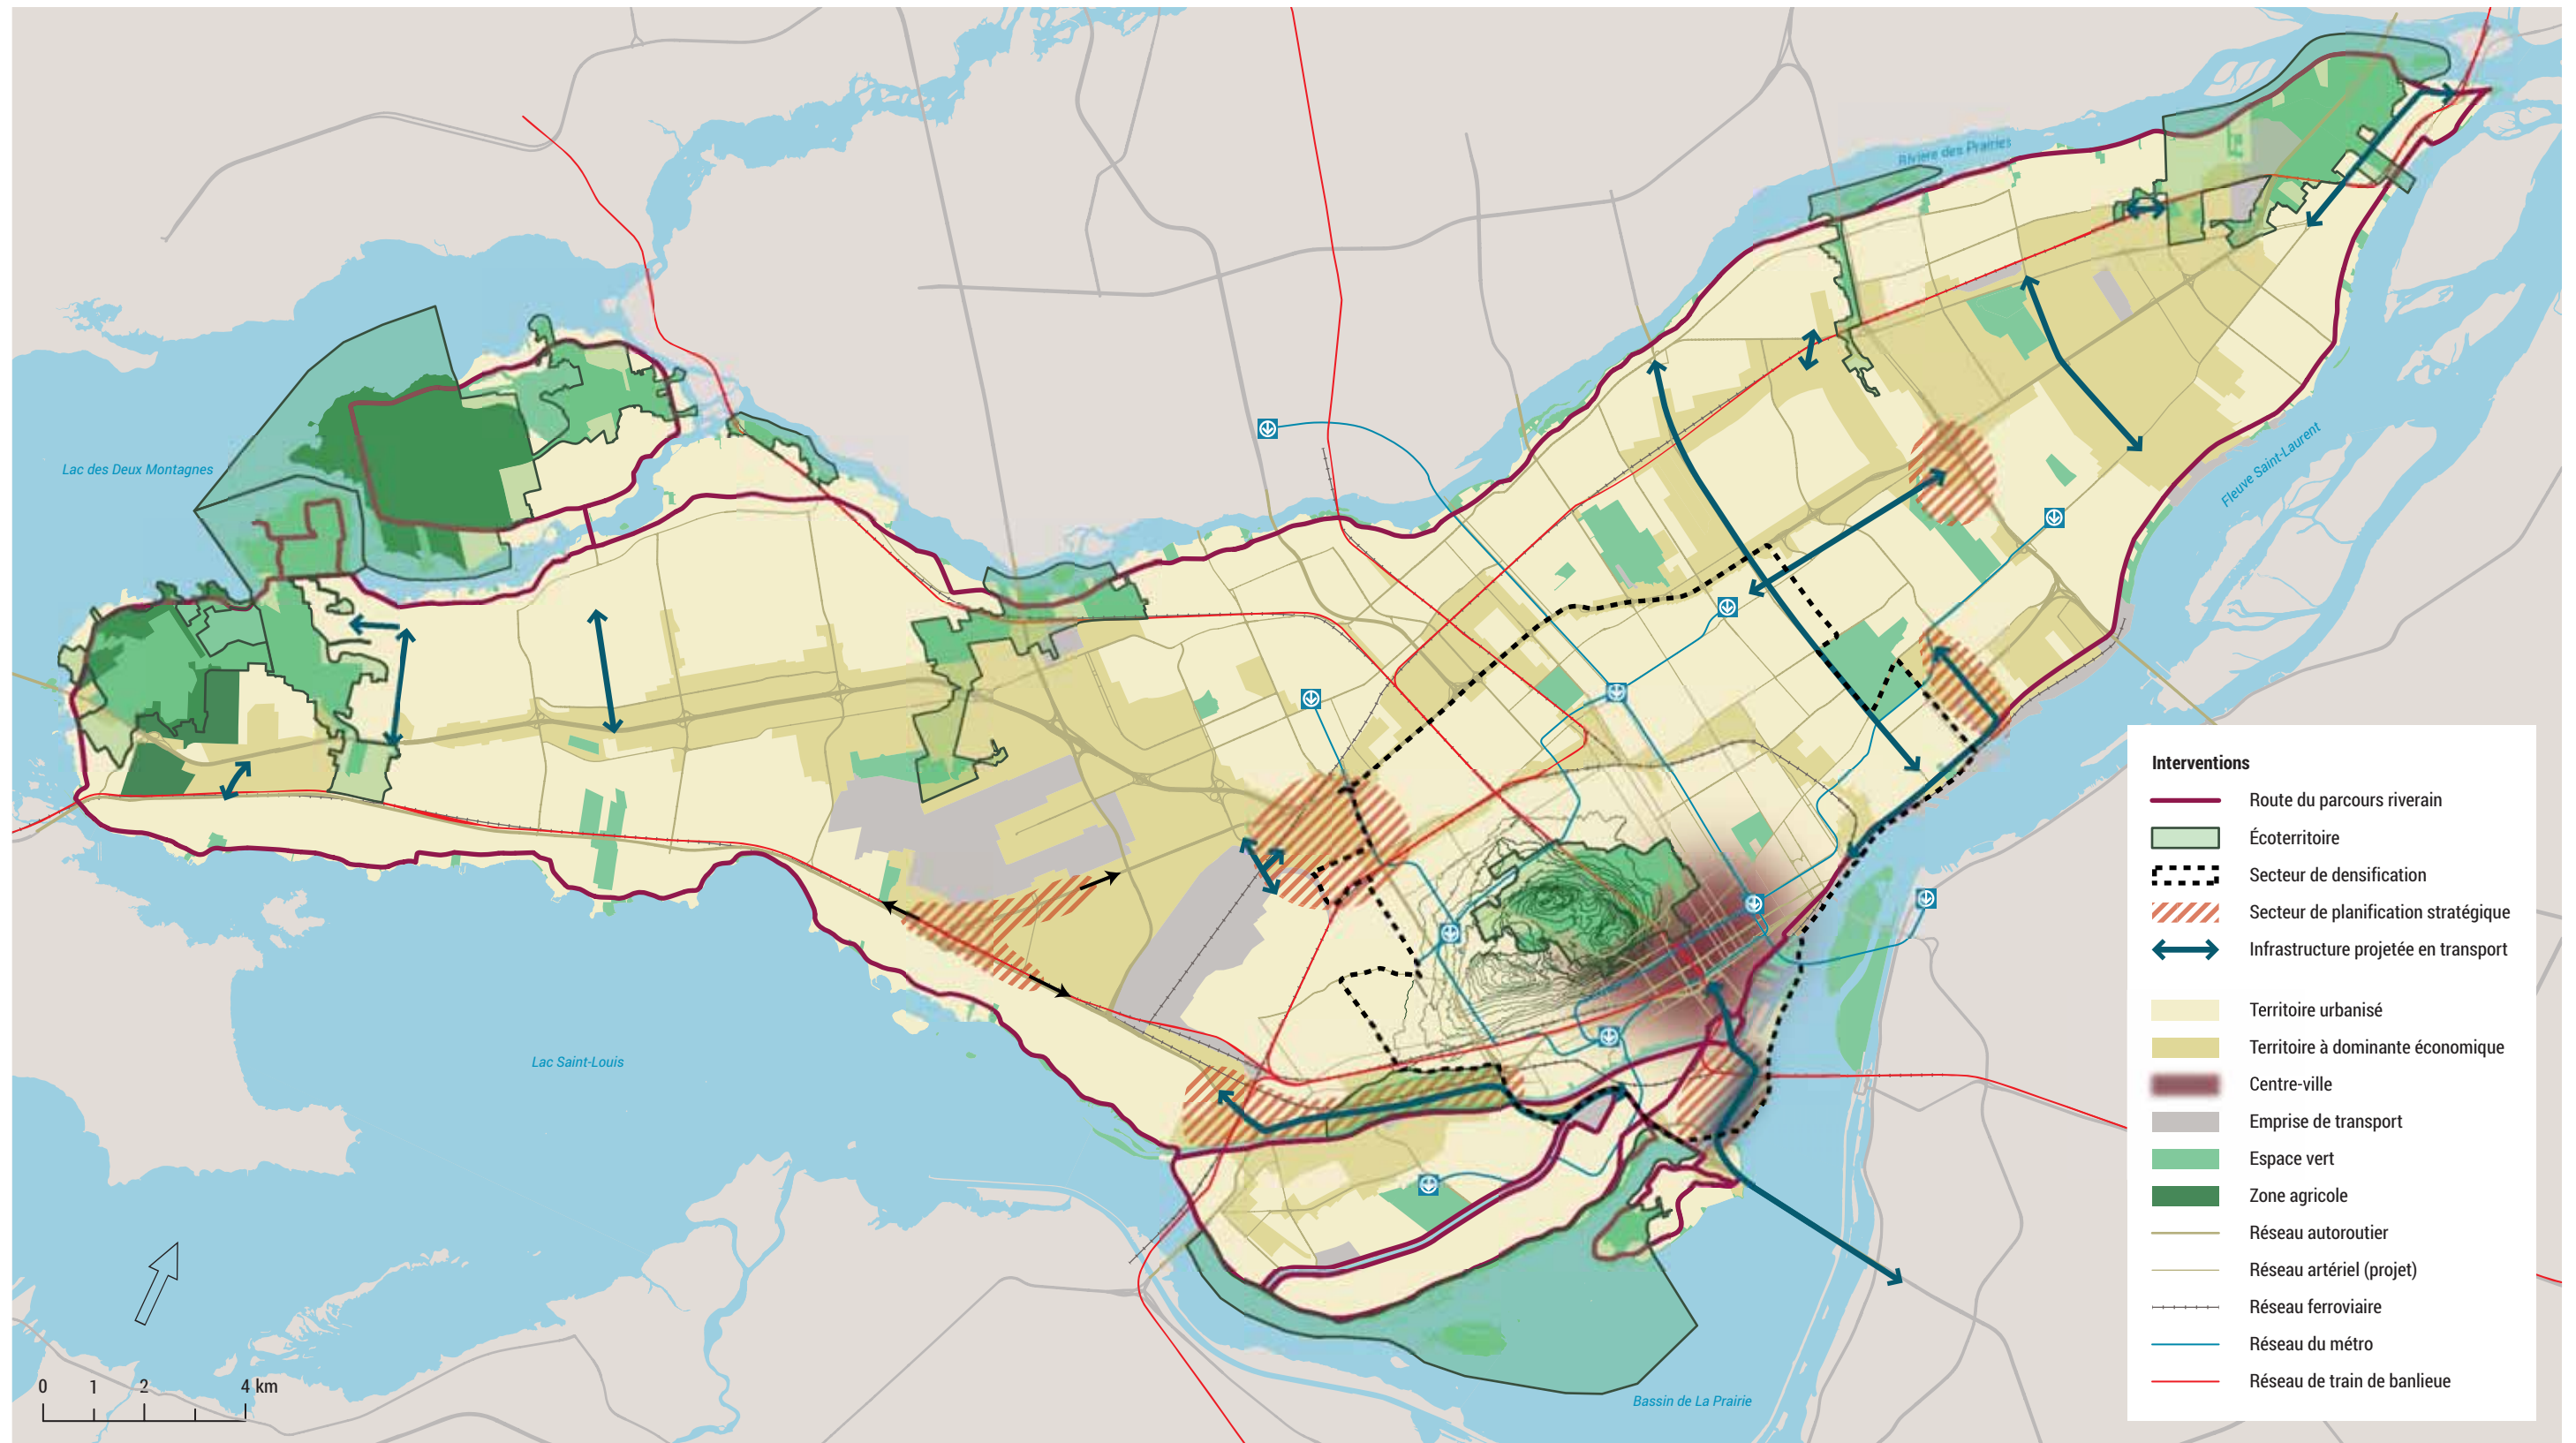 Rivière des Prairies
Lac des Deux Montagnes
Fleuve Saint-Laurent
Lac Saint-Louis
Bassin de La Prairie
0 1 2 4 km
Interventions
Route du parcours riverain
Écoterritoire
Secteur de densification
Secteur de planification stratégique
Infrastructure projetée en transport
Territoire urbanisé
Territoire à dominante économique
Centre-ville
Emprise de transport
Espace vert
Zone agricole
Réseau autoroutier
Réseau artériel (projet)
Réseau ferroviaire
Réseau du métro
Réseau de train de banlieue